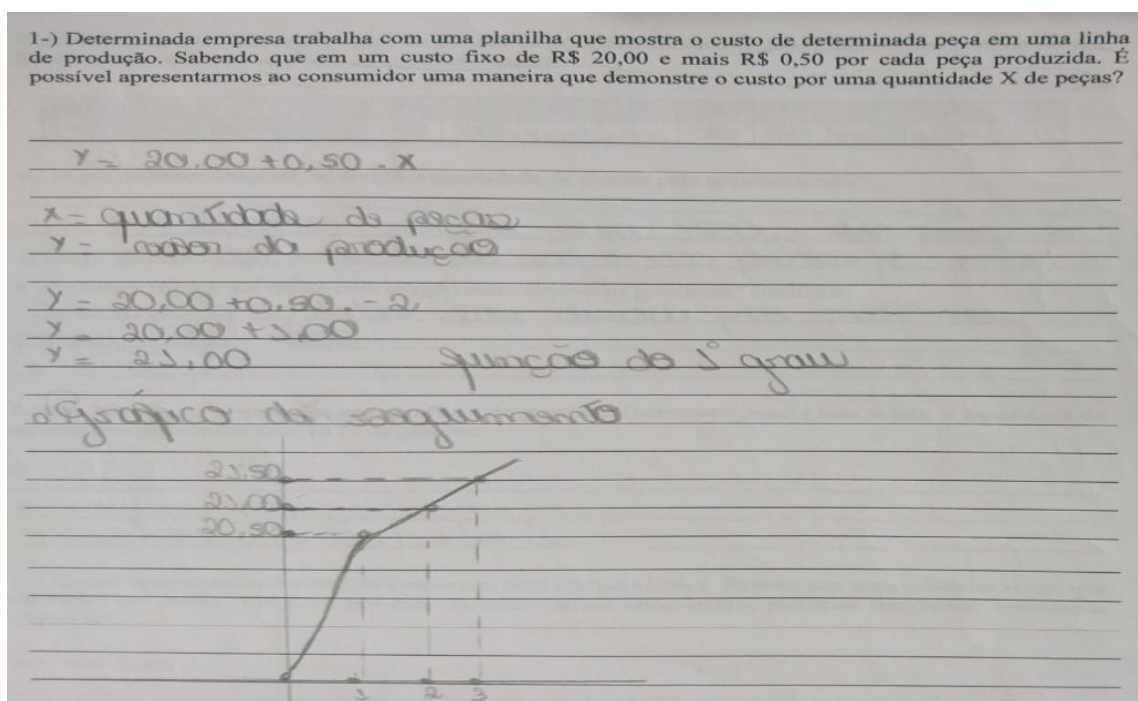 1-) Determinada empresa trabalha com uma planilha que mostra o custo de determinada peça em uma linha
de produção. Sabendo que em um custo fixo de R$ 20,00 e mais R$ 0,50 por cada peça produzida. É
possível apresentarmos ao consumidor uma maneira que demonstre o custo por uma quantidade X de peças?
Y = 20,00 + 0,50 . X
X = quantidade de peças
Y = da produção
Y = 20,00 + 0,50 . - 2
Y = 20,00 + 1,00
Y = 21,00 função do 1° grau
Gráfico de seguimento
21,50
21,00
20,50
1 2 3